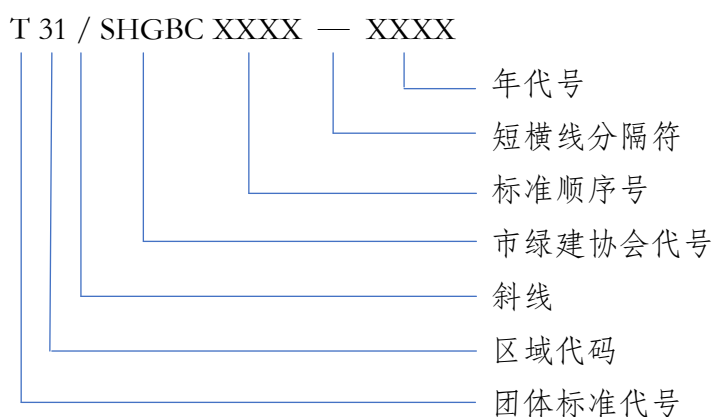 T 31 / SHGBC XXXX — XXXX
年代号
短横线分隔符
标准顺序号
市绿建协会代号
斜线
区域代码
团体标准代号